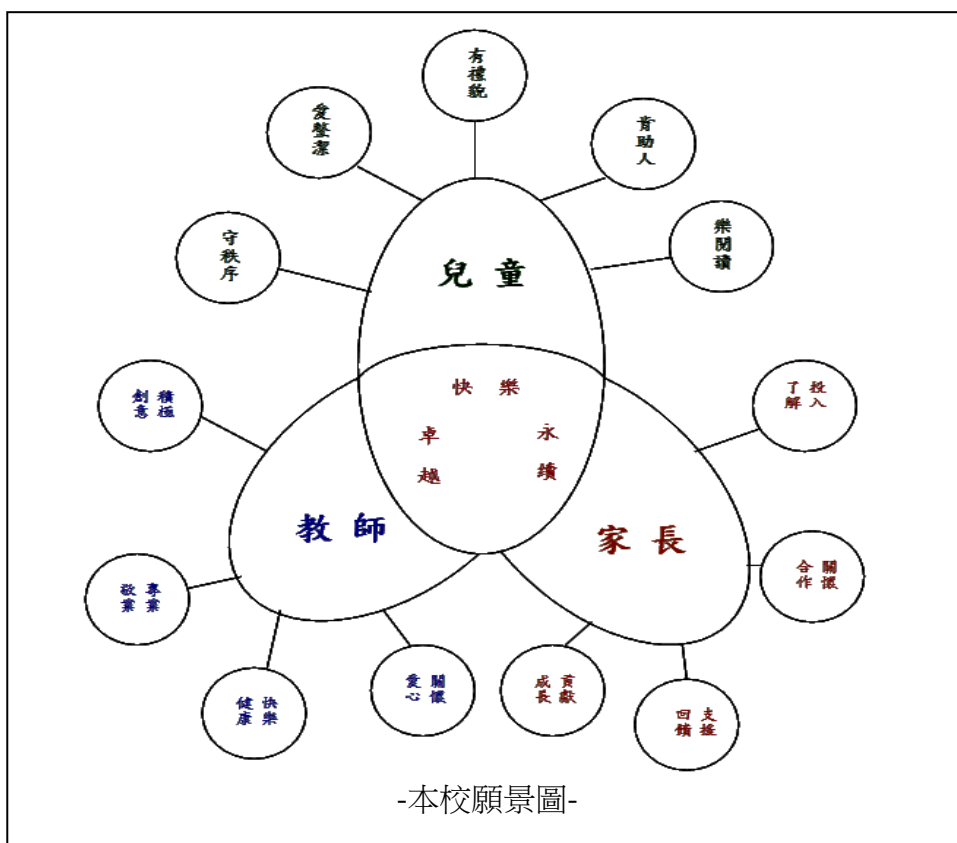 有禮貌
愛整潔
肯助人
守秩序
樂閱讀
兒童
快樂
卓越
永續
積極
創意
投入
了解
教師
家長
專業
敬業
關懷
合作
快樂
健康
關懷
愛心
貢獻
成長
支援
回饋
-本校願景圖-